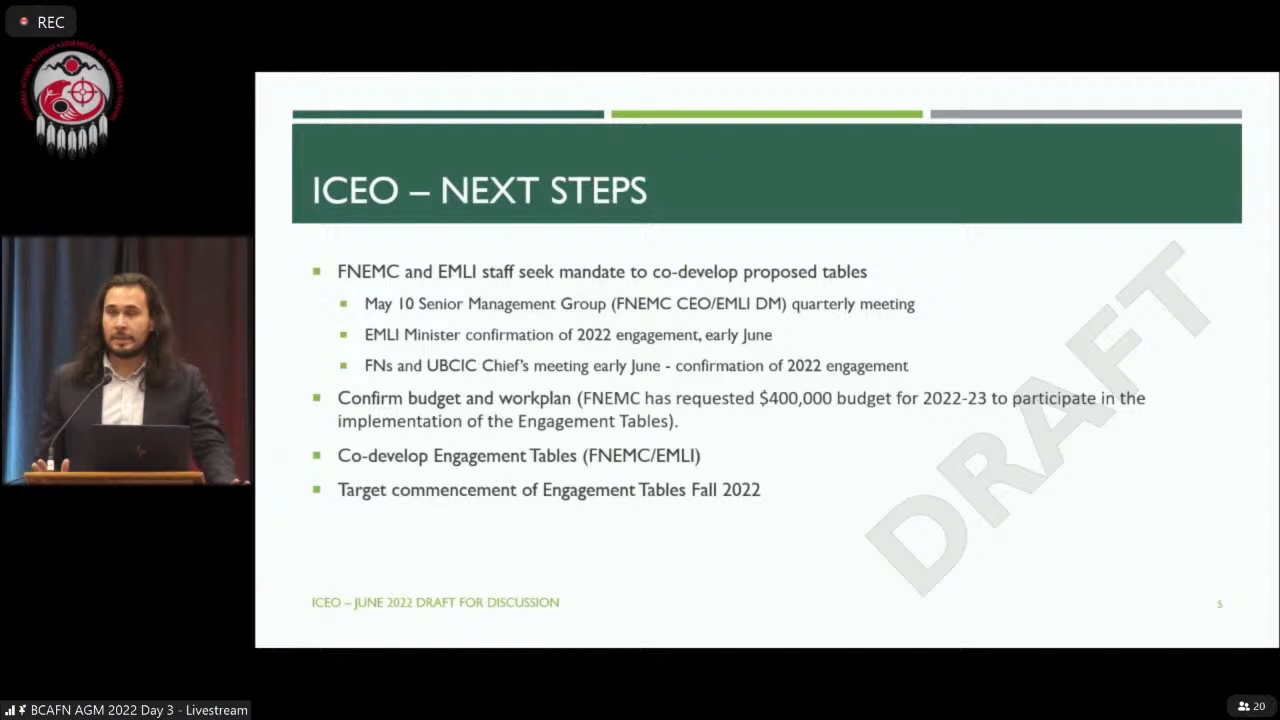 REC
ICEO – NEXT STEPS
FNEMC and EMLI staff seek mandate to co-develop proposed tables
May 10 Senior Management Group (FNEMC CEO/EMLI DM) quarterly meeting
EMLI Minister confirmation of 2022 engagement, early June
FNs and UBCIC Chief's meeting early June - confirmation of 2022 engagement
Confirm budget and workplan (FNEMC has requested $400,000 budget for 2022-23 to participate in the
implementation of the Engagement Tables).
Co-develop Engagement Tables (FNEMC/EMLI)
Target commencement of Engagement Tables Fall 2022
DRAFT
ICEO – JUNE 2022 DRAFT FOR DISCUSSION
5
BCAFN AGM 2022 Day 3 - Livestream
20